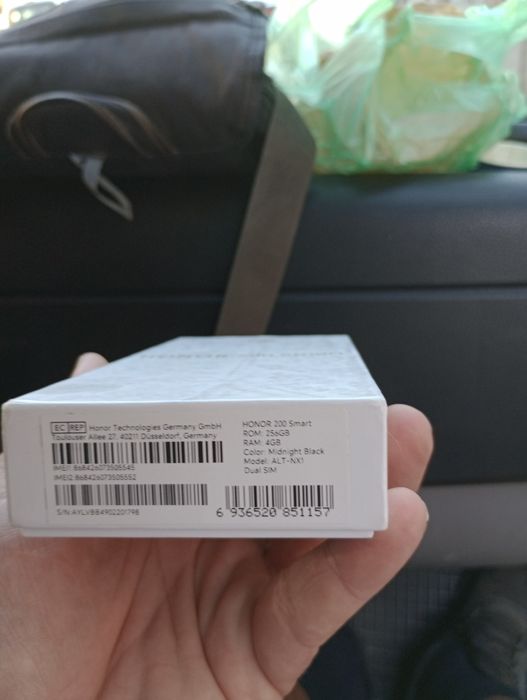 EC REP Honor Technologies Germany GmbH
Toulouser Allee 27, 40211 Düsseldorf, Germany
IMEI1: 868426073505545
IMEI2:868426073505552
S/N:AYLVBB4902201798
HONOR 200 Smart
ROM: 256GB
RAM: 4GB
Color: Midnight Black
Model: ALT-NX1
Dual SIM
6 936520 851157